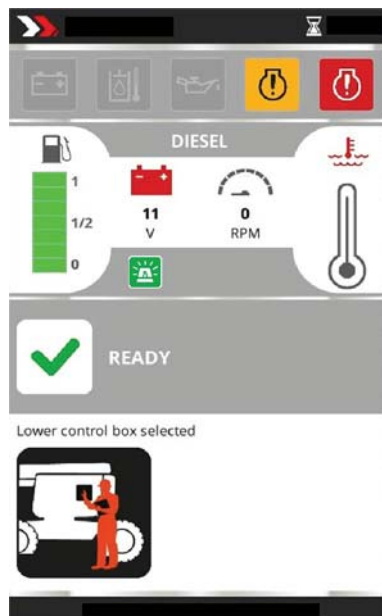 DIESEL
1
1/2
0
11
V
0
RPM
READY
Lower control box selected